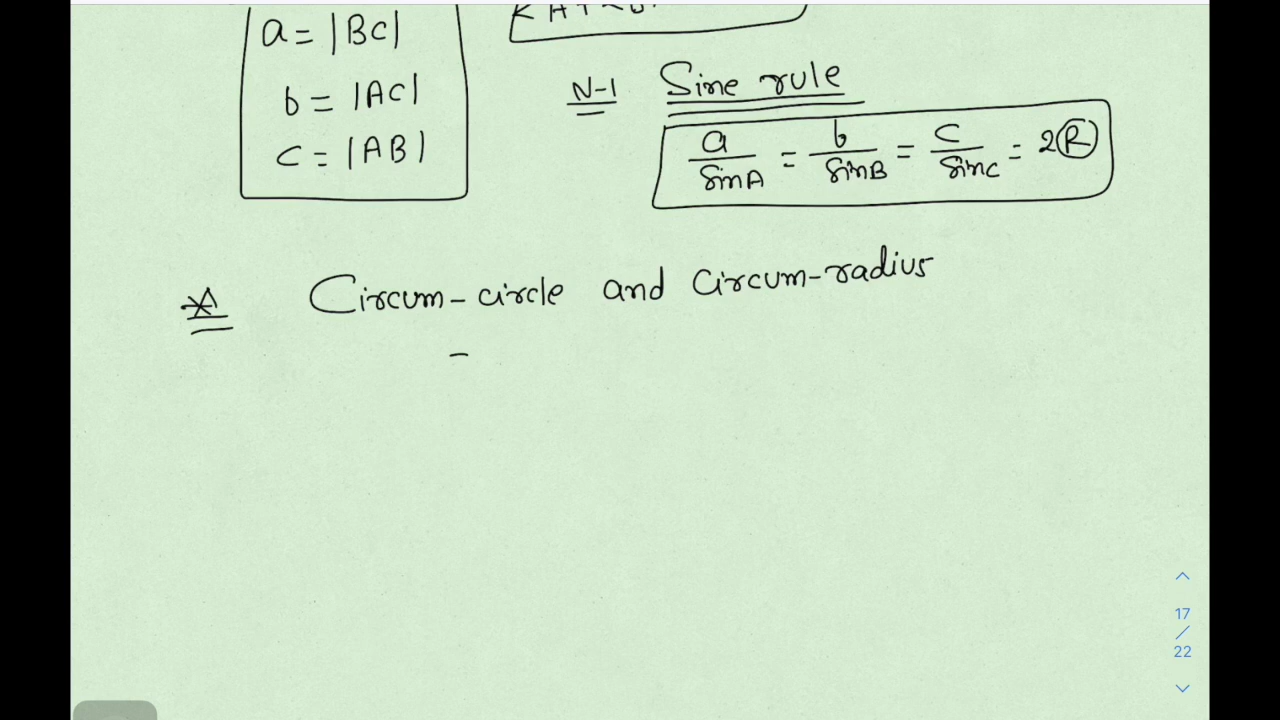 a = |BC|
b = |AC|
c = |AB|
N-1 Sine rule
a/sinA = b/sinB = c/sinC = 2R
Circum-circle and circum-radius
17
/
22